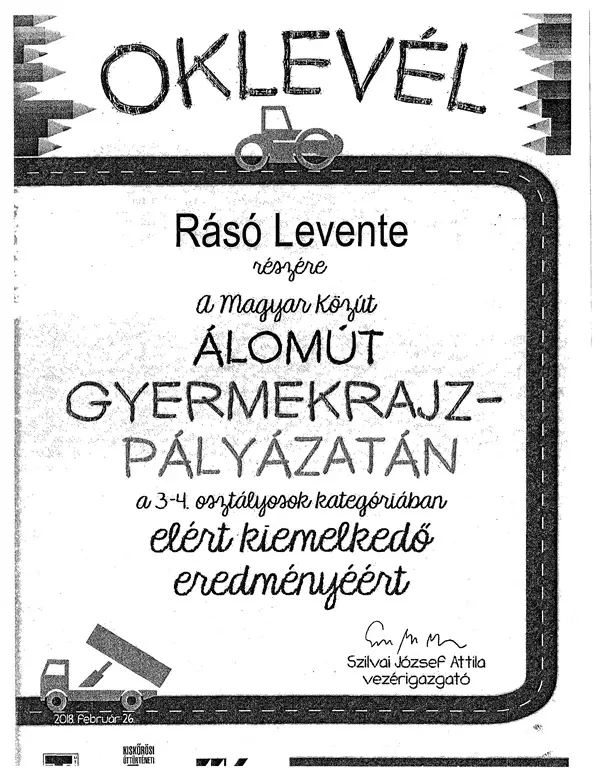 OKLEVÉL
Rásó Levente
részére
A Magyar Közút
ÁLOMÚT
GYERMEKRAJZ-
PÁLYÁZATÁN
a 3-4. osztályosok kategóriában
elért kiemelkedő
eredményéért
Szilvai József Attila
vezérigazgató
2018. február 26.
KISKŐRÖSI
ÚTTÖRTÉNETI